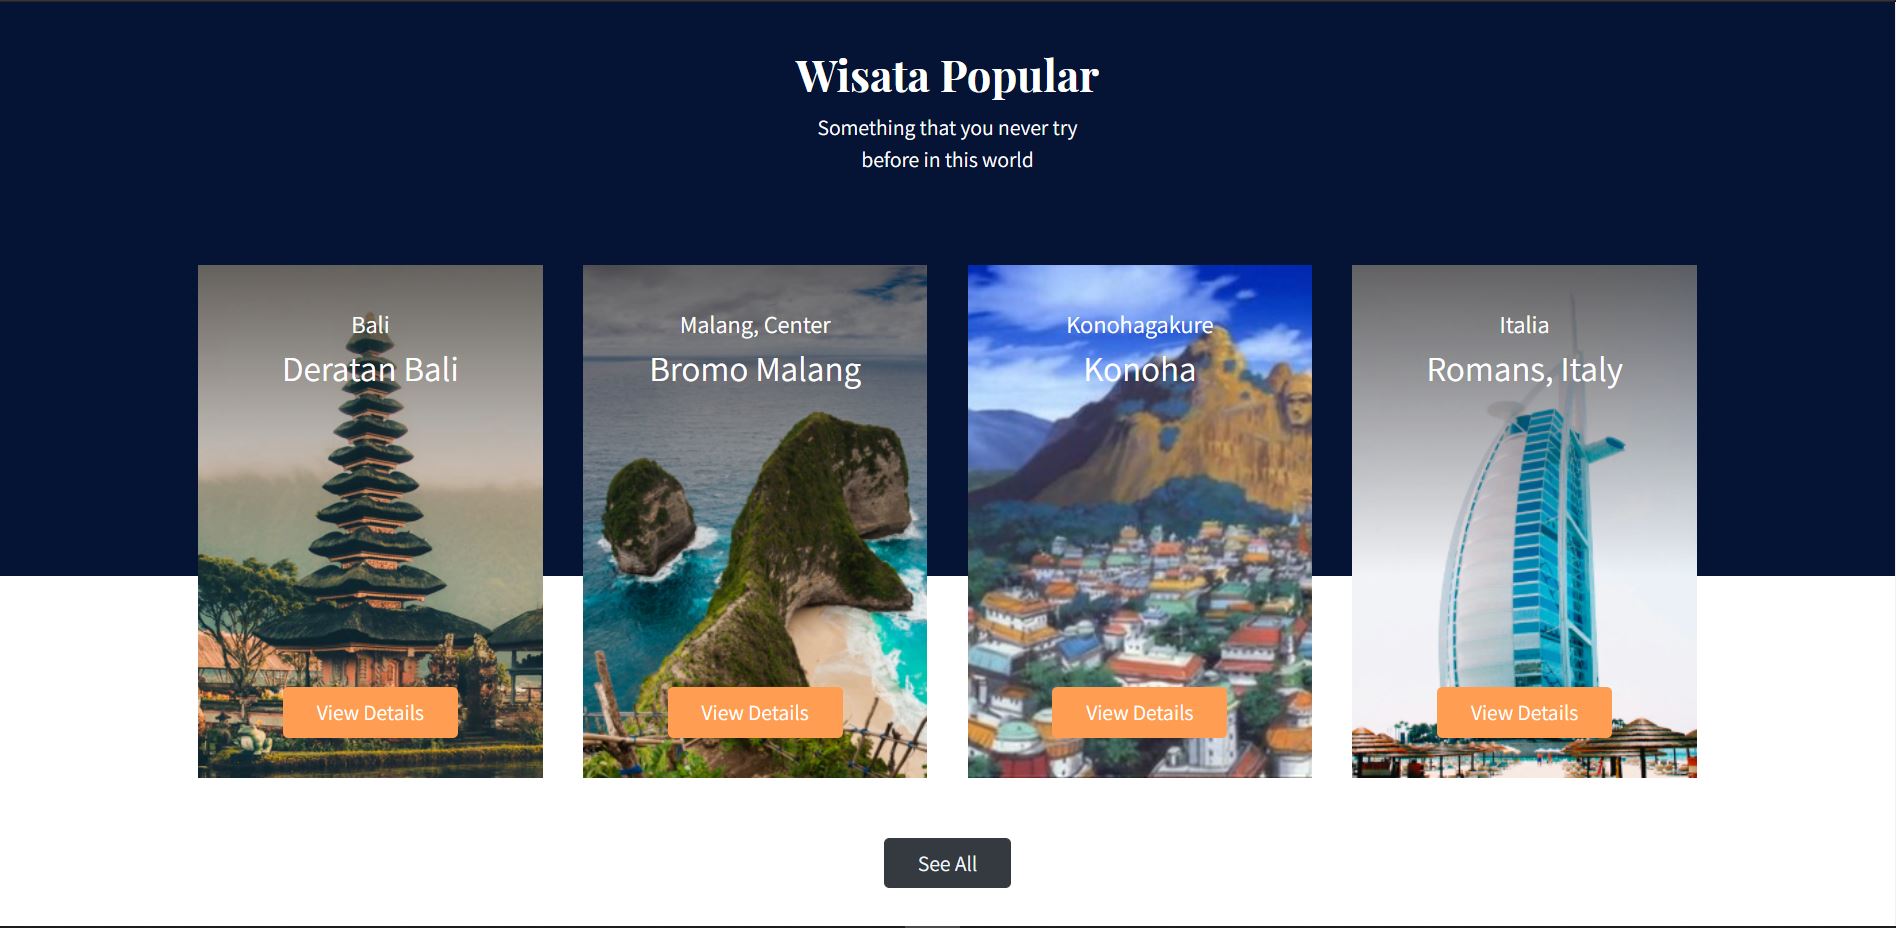 Wisata Popular
Something that you never try
before in this world
Bali
Deratan Bali
View Details
Malang, Center
Bromo Malang
View Details
Konohagakure
Konoha
View Details
Italia
Romans, Italy
View Details
See All